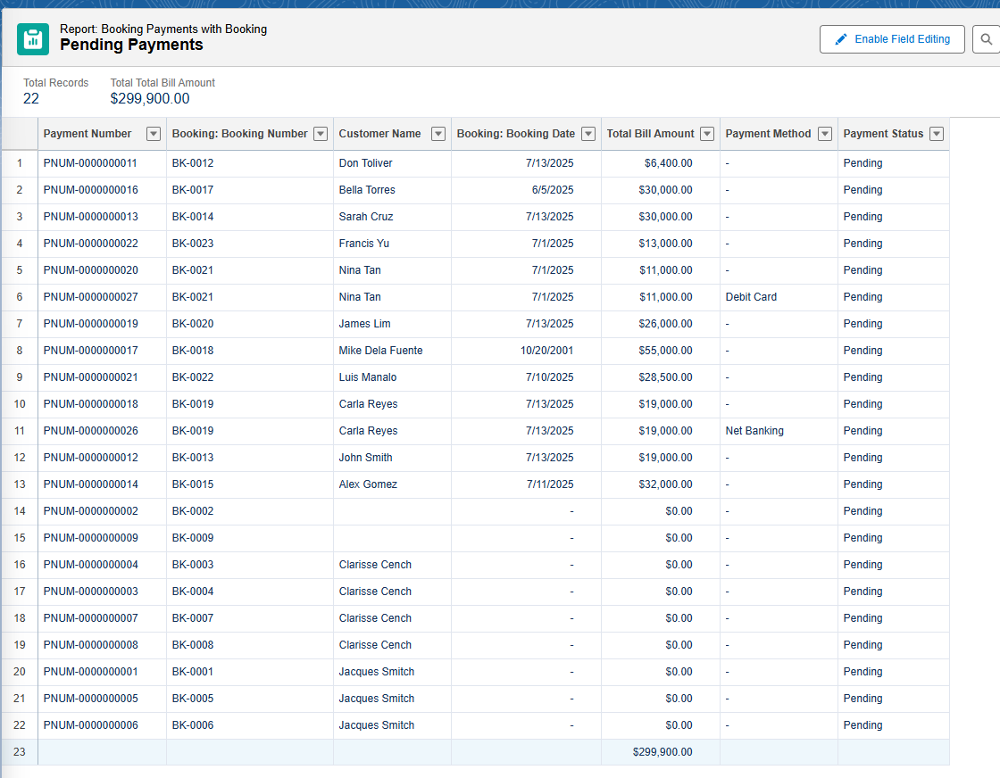 Report: Booking Payments with Booking
Pending Payments
Enable Field Editing
Total Records Total Total Bill Amount
22 $299,900.00
Payment Number Booking: Booking Number Customer Name Booking: Booking Date Total Bill Amount Payment Method Payment Status
1 PNUM-0000000011 BK-0012 Don Toliver 7/13/2025 $6,400.00 - Pending
2 PNUM-0000000016 BK-0017 Bella Torres 6/5/2025 $30,000.00 - Pending
3 PNUM-0000000013 BK-0014 Sarah Cruz 7/13/2025 $30,000.00 - Pending
4 PNUM-0000000022 BK-0023 Francis Yu 7/1/2025 $13,000.00 - Pending
5 PNUM-0000000020 BK-0021 Nina Tan 7/1/2025 $11,000.00 - Pending
6 PNUM-0000000027 BK-0021 Nina Tan 7/1/2025 $11,000.00 Debit Card Pending
7 PNUM-0000000019 BK-0020 James Lim 7/13/2025 $26,000.00 - Pending
8 PNUM-0000000017 BK-0018 Mike Dela Fuente 10/20/2001 $55,000.00 - Pending
9 PNUM-0000000021 BK-0022 Luis Manalo 7/10/2025 $28,500.00 - Pending
10 PNUM-0000000018 BK-0019 Carla Reyes 7/13/2025 $19,000.00 - Pending
11 PNUM-0000000026 BK-0019 Carla Reyes 7/13/2025 $19,000.00 Net Banking Pending
12 PNUM-0000000012 BK-0013 John Smith 7/13/2025 $19,000.00 - Pending
13 PNUM-0000000014 BK-0015 Alex Gomez 7/11/2025 $32,000.00 - Pending
14 PNUM-0000000002 BK-0002 - $0.00 - Pending
15 PNUM-0000000009 BK-0009 - $0.00 - Pending
16 PNUM-0000000004 BK-0003 Clarisse Cench - $0.00 - Pending
17 PNUM-0000000003 BK-0004 Clarisse Cench - $0.00 - Pending
18 PNUM-0000000007 BK-0007 Clarisse Cench - $0.00 - Pending
19 PNUM-0000000008 BK-0008 Clarisse Cench - $0.00 - Pending
20 PNUM-0000000001 BK-0001 Jacques Smitch - $0.00 - Pending
21 PNUM-0000000005 BK-0005 Jacques Smitch - $0.00 - Pending
22 PNUM-0000000006 BK-0006 Jacques Smitch - $0.00 - Pending
23 $299,900.00